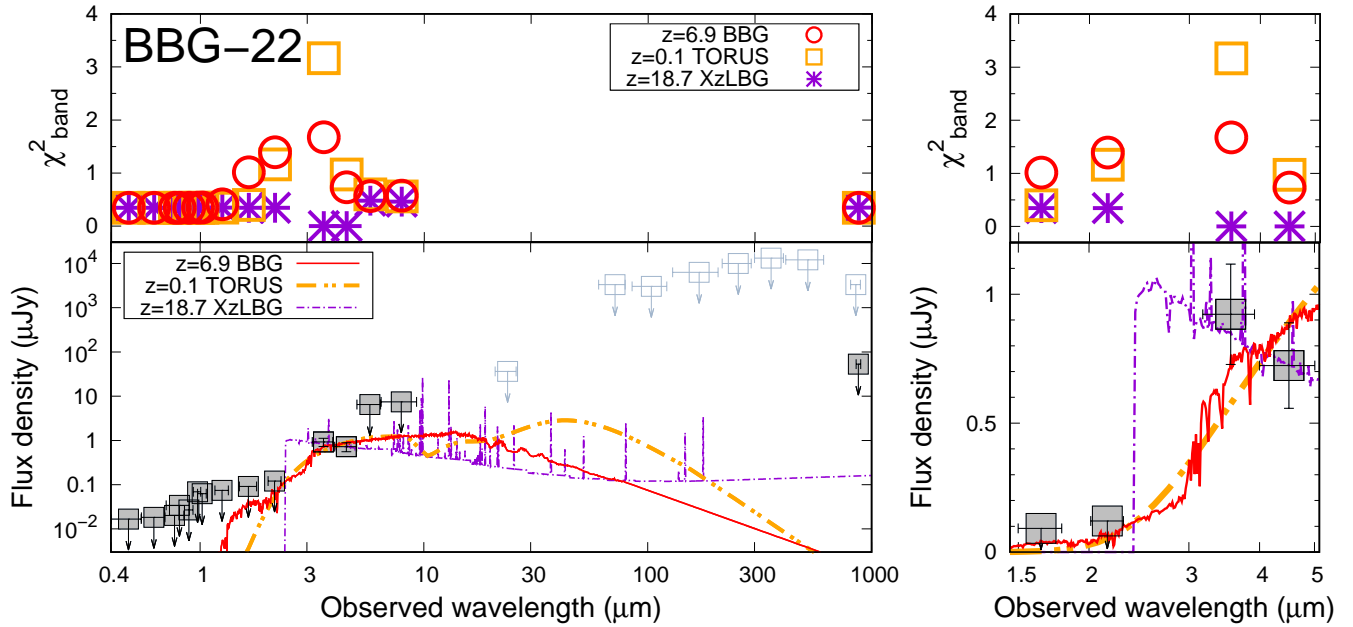 BBG−22
z=6.9 BBG
z=0.1 TORUS
z=18.7 XzLBG
χ²band
4
3
2
1
0
χ²band
4
3
2
1
0
z=6.9 BBG
z=0.1 TORUS
z=18.7 XzLBG
Flux density (μJy)
10⁴
10³
10²
10
1
0.1
10⁻²
0.4
1
3
10
30
100
300
1000
Observed wavelength (μm)
Flux density (μJy)
1
0.5
0
1.5
2
3
4
5
Observed wavelength (μm)